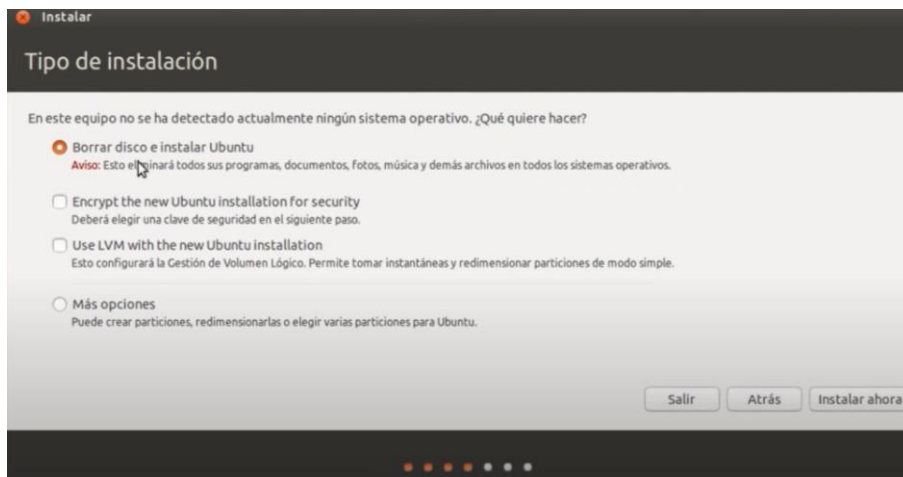 Instalar
Tipo de instalación
En este equipo no se ha detectado actualmente ningún sistema operativo. ¿Qué quiere hacer?
Borrar disco e instalar Ubuntu
Aviso: Esto eliminará todos sus programas, documentos, fotos, música y demás archivos en todos los sistemas operativos.
Encrypt the new Ubuntu installation for security
Deberá elegir una clave de seguridad en el siguiente paso.
Use LVM with the new Ubuntu installation
Esto configurará la Gestión de Volumen Lógico. Permite tomar instantáneas y redimensionar particiones de modo simple.
Más opciones
Puede crear particiones, redimensionarlas o elegir varias particiones para Ubuntu.
Salir Atrás Instalar ahora